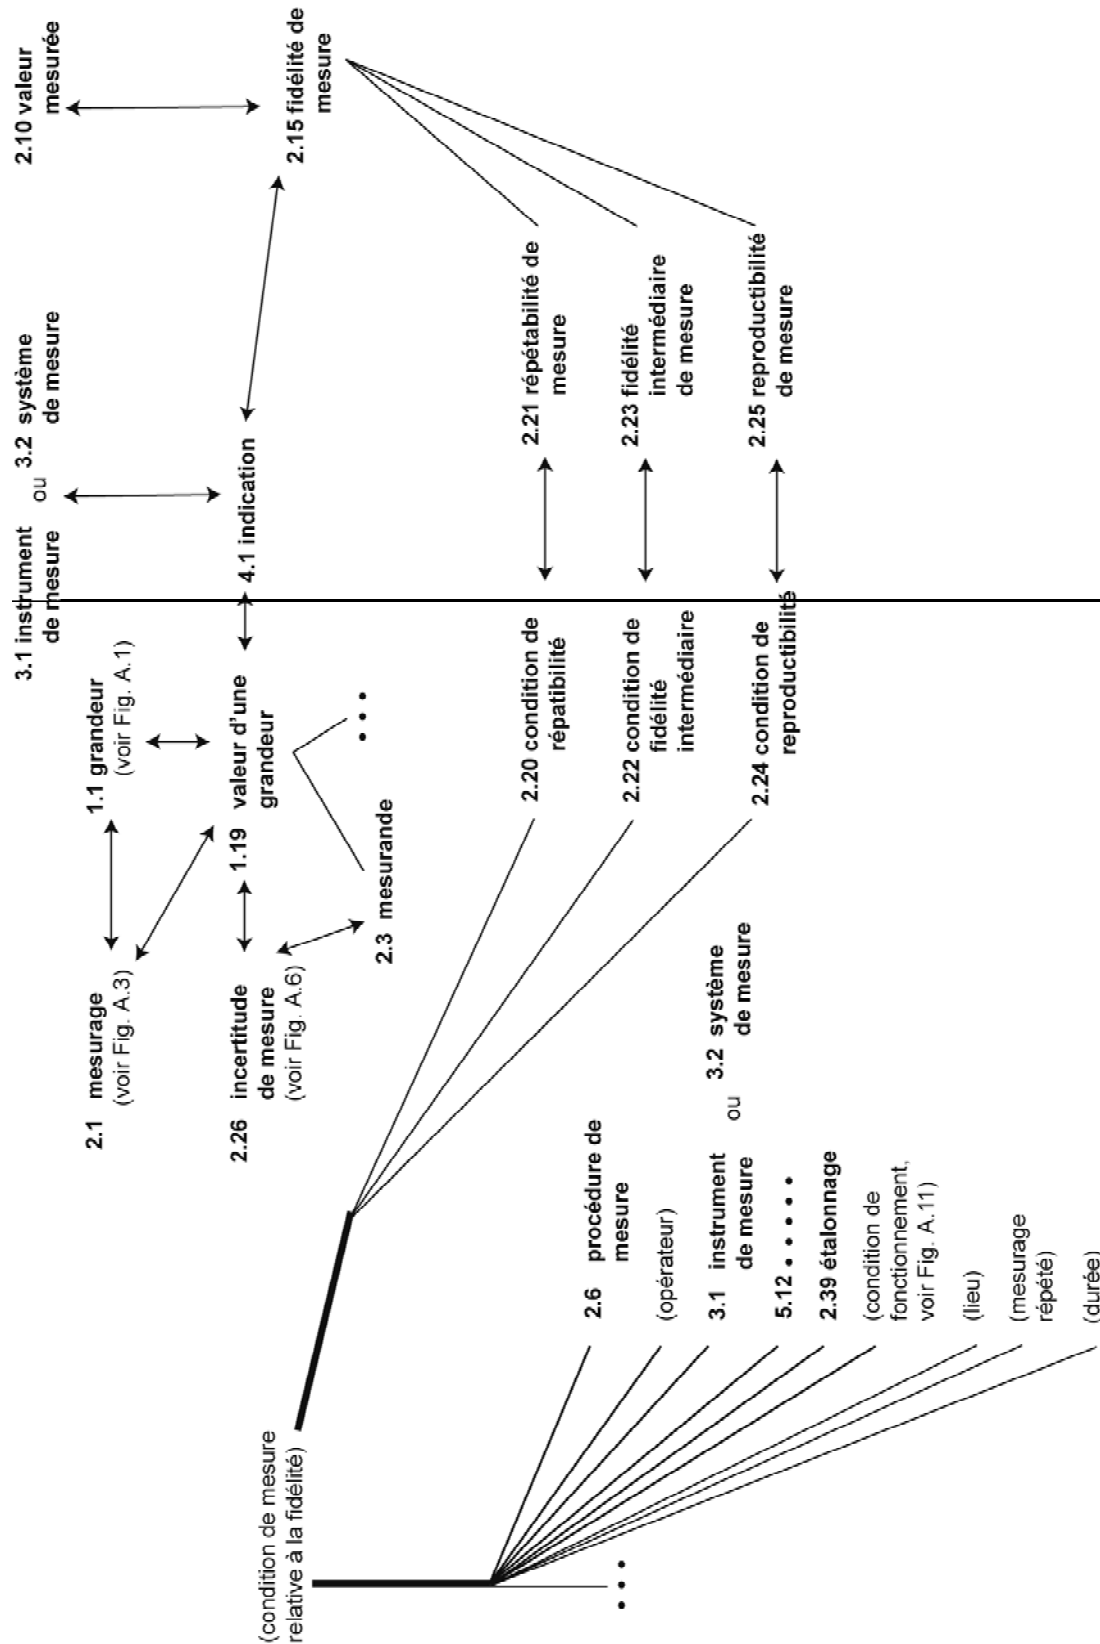 2.10 valeur
mesurée
3.1 instrument
de mesure
ou
3.2 système
de mesure
2.15 fidélité de
mesure
1.1 grandeur
(voir Fig. A.1)
2.1 mesurage
(voir Fig. A.3)
4.1 indication
1.19 valeur d'une
grandeur
• • •
2.26 incertitude
de mesure
(voir Fig. A.6)
2.3 mesurande
(condition de mesure
relative à la fidélité)
2.21 répétabilité de
mesure
2.23 fidélité
intermédiaire
de mesure
2.25 reproductibilité
de mesure
2.20 condition de
répatibilité
2.22 condition de
fidélité
intermédiaire
2.24 condition de
reproductibilité
• • •
2.6 procédure de
mesure
(opérateur)
3.1 instrument
de mesure
ou
3.2 système
de mesure
5.12 • • • • • •
2.39 étalonnage
(condition de
fonctionnement,
voir Fig. A.11)
(lieu)
(mesurage
répété)
(durée)